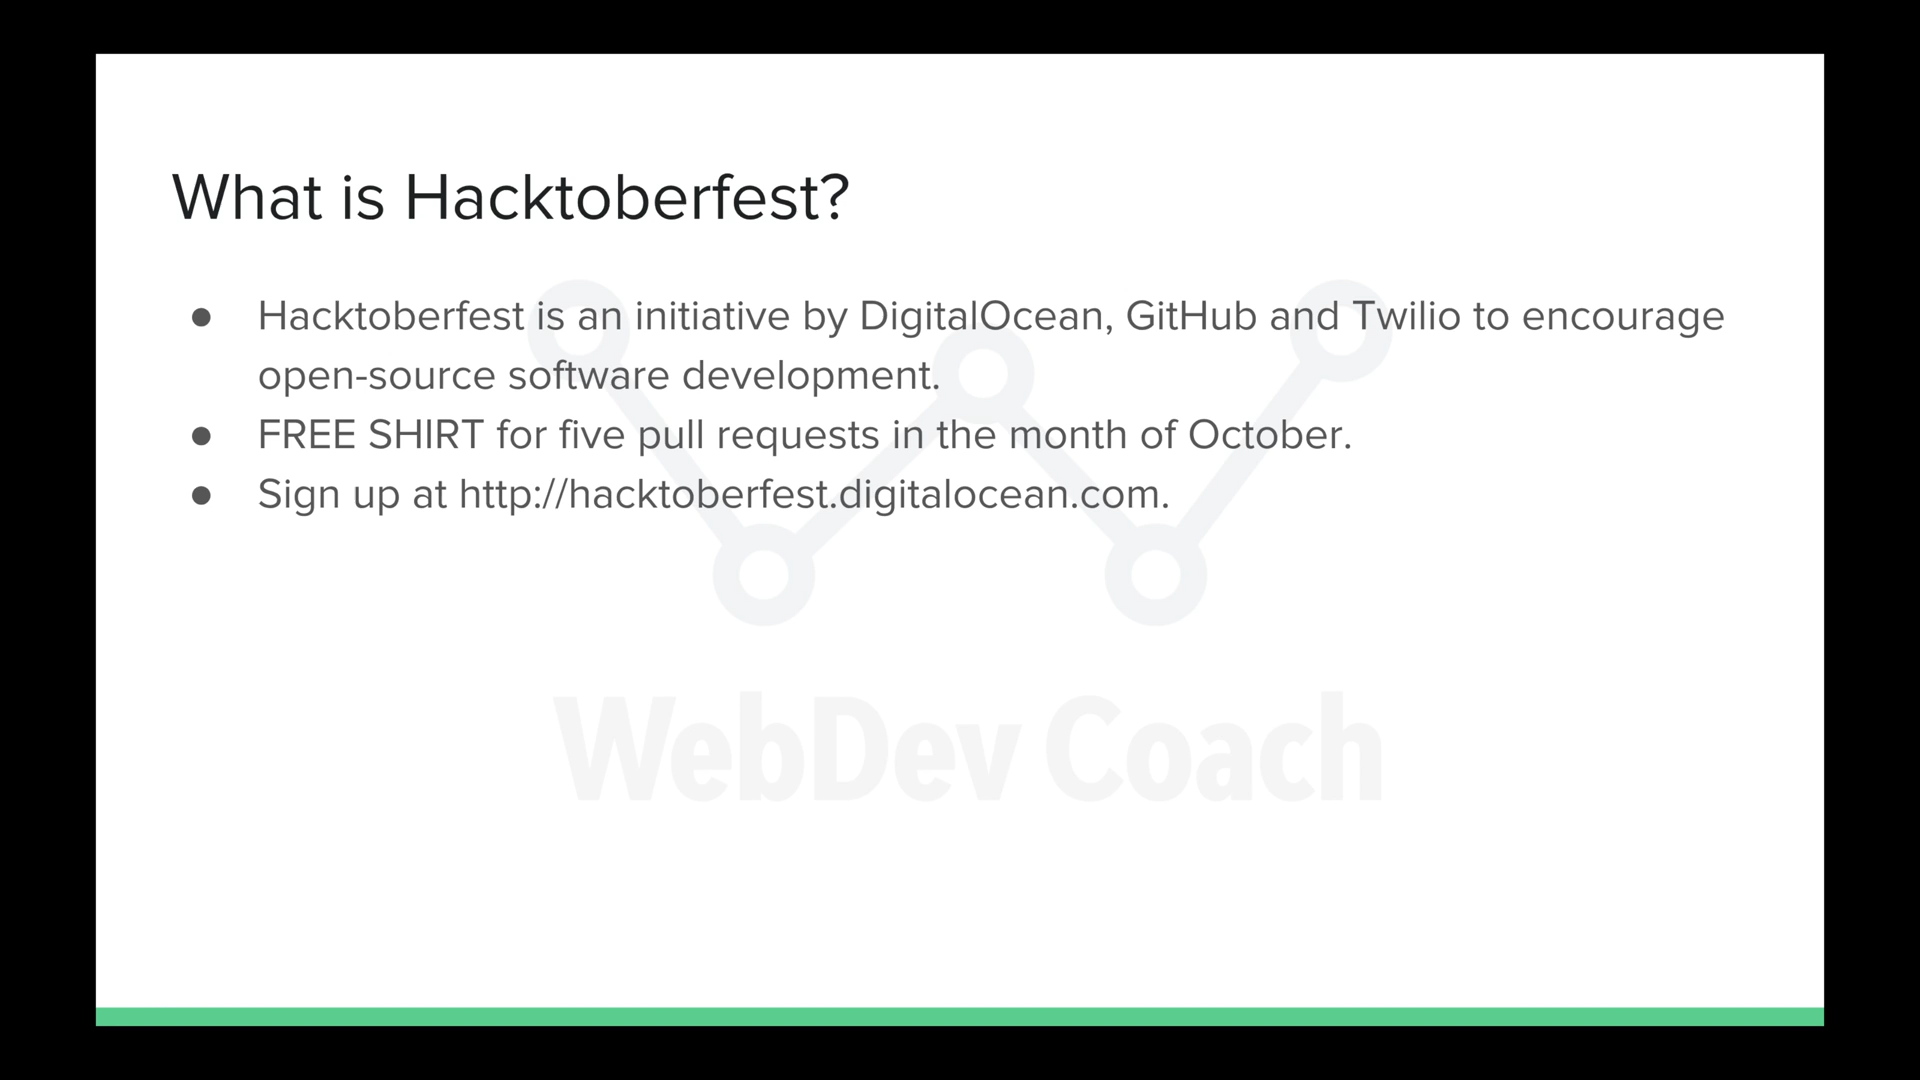 What is Hacktoberfest?
● Hacktoberfest is an initiative by DigitalOcean, GitHub and Twilio to encourage
open-source software development.
● FREE SHIRT for five pull requests in the month of October.
● Sign up at http://hacktoberfest.digitalocean.com.
WebDev Coach